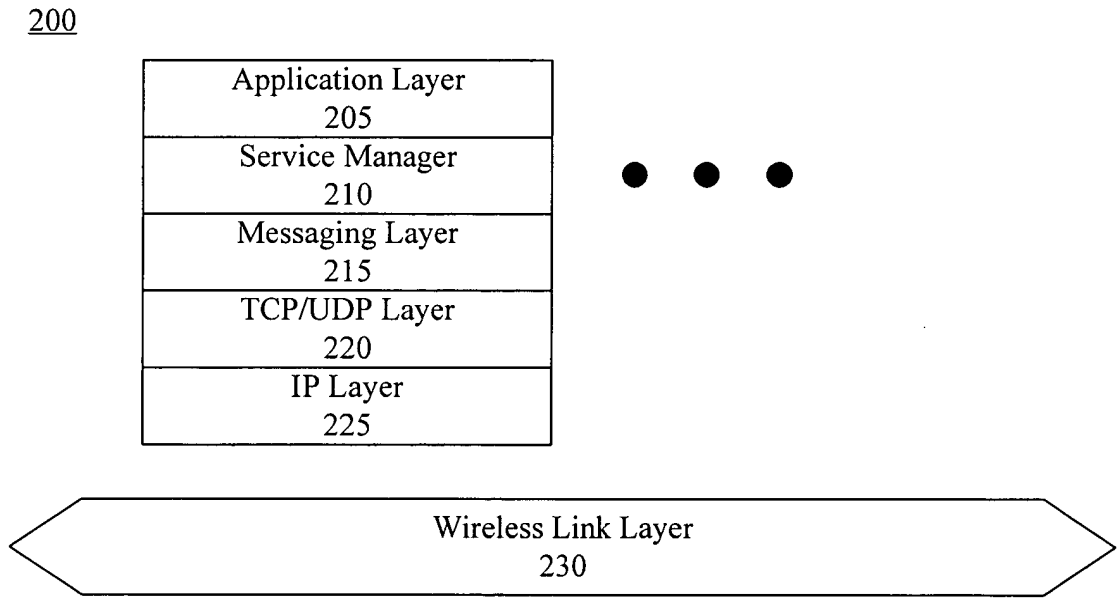 200
Application Layer
205
Service Manager
210
Messaging Layer
215
TCP/UDP Layer
220
IP Layer
225
Wireless Link Layer
230